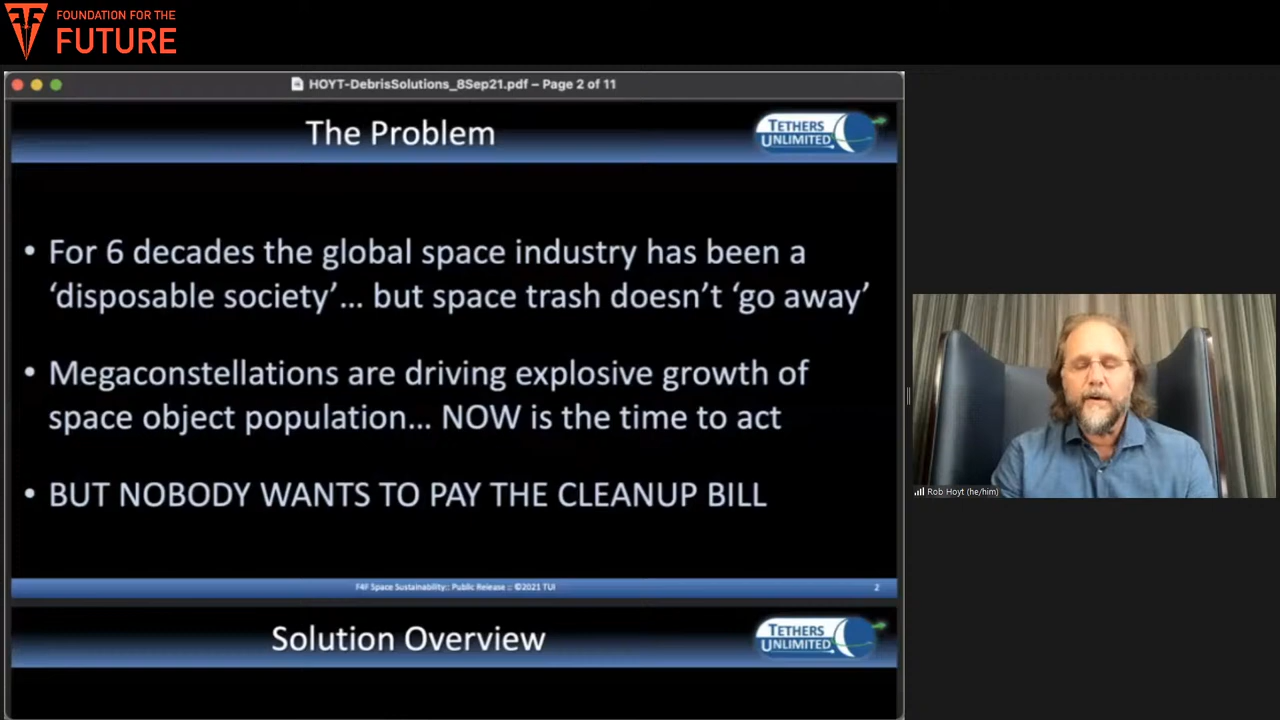 FOUNDATION FOR THE
FUTURE
HOYT-DebrisSolutions_8Sep21.pdf – Page 2 of 11
The Problem
TETHERS
UNLIMITED
• For 6 decades the global space industry has been a
‘disposable society’... but space trash doesn’t ‘go away’
• Megaconstellations are driving explosive growth of
space object population... NOW is the time to act
• BUT NOBODY WANTS TO PAY THE CLEANUP BILL
F4F Space Sustainability:: Public Release :: ©2021 TUI
2
Solution Overview
TETHERS
UNLIMITED
Rob Hoyt (he/him)